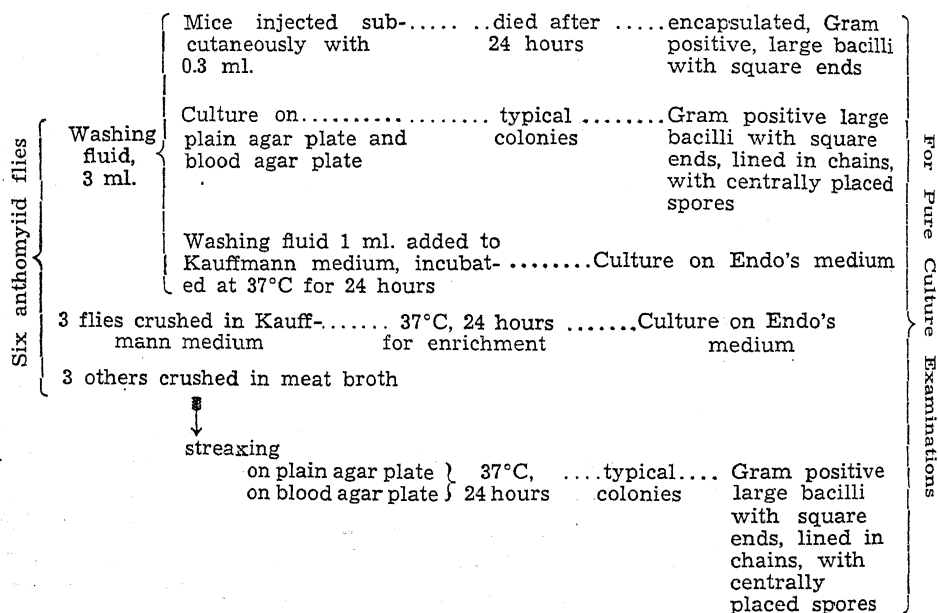 Six anthomyiid flies
Washing
fluid,
3 ml.
Mice injected sub-..... ..died after .....encapsulated, Gram
cutaneously with 24 hours positive, large bacilli
0.3 ml. with square ends
Culture on................... typical ........Gram positive large
plain agar plate and colonies bacilli with square
blood agar plate ends, lined in chains,
with centrally placed
spores
Washing fluid 1 ml. added to
Kauffmann medium, incubat- ........Culture on Endo's medium
ed at 37°C for 24 hours
3 flies crushed in Kauff-....... 37°C, 24 hours .......Culture on Endo's
mann medium for enrichment medium
3 others crushed in meat broth
streaxing
on plain agar plate } 37°C, ....typical.... Gram positive
on blood agar plate } 24 hours colonies large bacilli
with square
ends, lined in
chains, with
centrally
placed spores
For Pure Culture Examinations